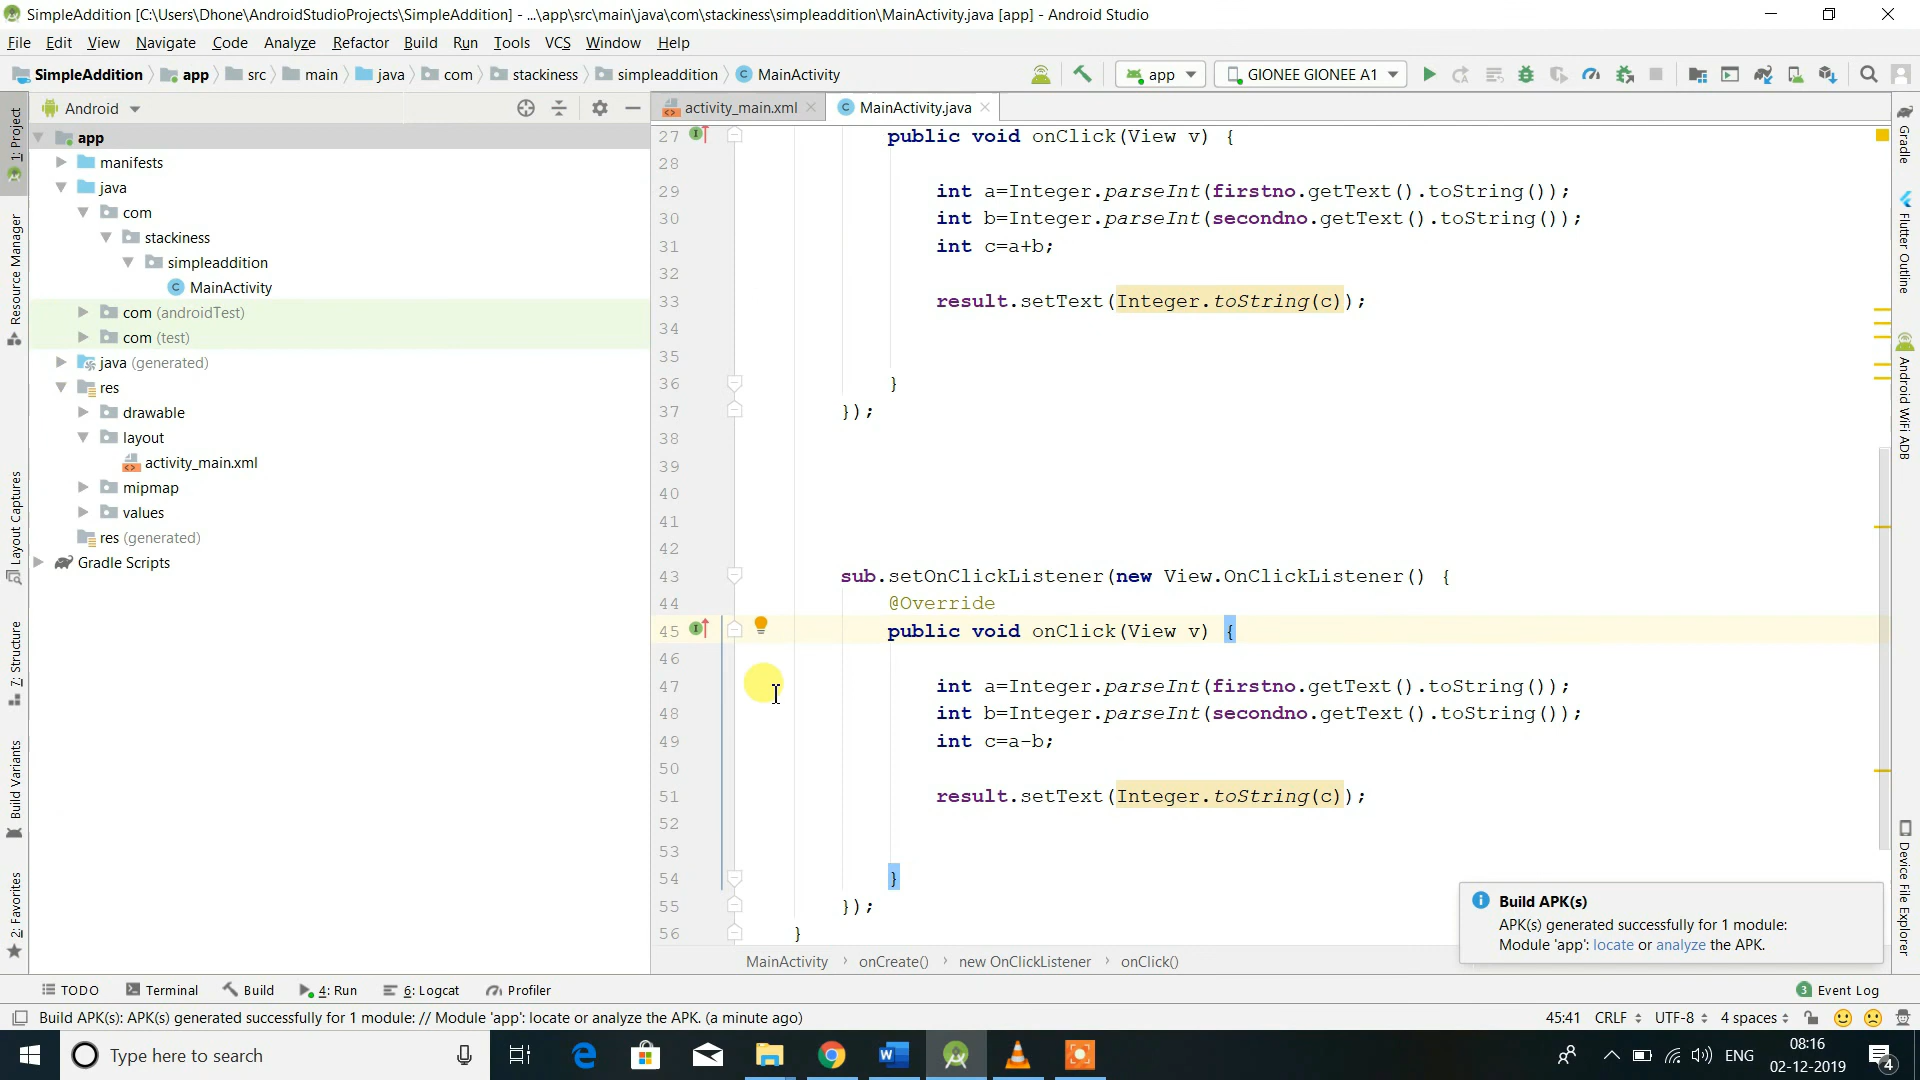 SimpleAddition [C:\Users\Dhone\AndroidStudioProjects\SimpleAddition] - ...\app\src\main\java\com\stackiness\simpleaddition\MainActivity.java [app] - Android Studio
File Edit View Navigate Code Analyze Refactor Build Run Tools VCS Window Help
SimpleAddition app src main java com stackiness simpleaddition MainActivity app GIONEE GIONEE A1
Android
activity_main.xml MainActivity.java
1: Project
Resource Manager
Layout Captures
7: Structure
Build Variants
2: Favorites
app
manifests
java
com
stackiness
simpleaddition
MainActivity
com (androidTest)
com (test)
java (generated)
res
drawable
layout
activity_main.xml
mipmap
values
res (generated)
Gradle Scripts
27 public void onClick(View v) {
28
29 int a=Integer.parseInt(firstno.getText().toString());
30 int b=Integer.parseInt(secondno.getText().toString());
31 int c=a+b;
32
33 result.setText(Integer.toString(c));
34
35
36 }
37 });
38
39
40
41
42
43 sub.setOnClickListener(new View.OnClickListener() {
44 @Override
45 public void onClick(View v) {
46
47 int a=Integer.parseInt(firstno.getText().toString());
48 int b=Integer.parseInt(secondno.getText().toString());
49 int c=a-b;
50
51 result.setText(Integer.toString(c));
52
53
54 }
55 });
56 }
Gradle
Flutter Outline
Android WiFi ADB
Device File Explorer
Build APK(s)
APK(s) generated successfully for 1 module:
Module 'app': locate or analyze the APK.
MainActivity › onCreate() › new OnClickListener › onClick()
TODO Terminal Build 4: Run 6: Logcat Profiler 3 Event Log
Build APK(s): APK(s) generated successfully for 1 module: // Module 'app': locate or analyze the APK. (a minute ago) 45:41 CRLF UTF-8 4 spaces
Type here to search ENG 08:16
02-12-2019 4